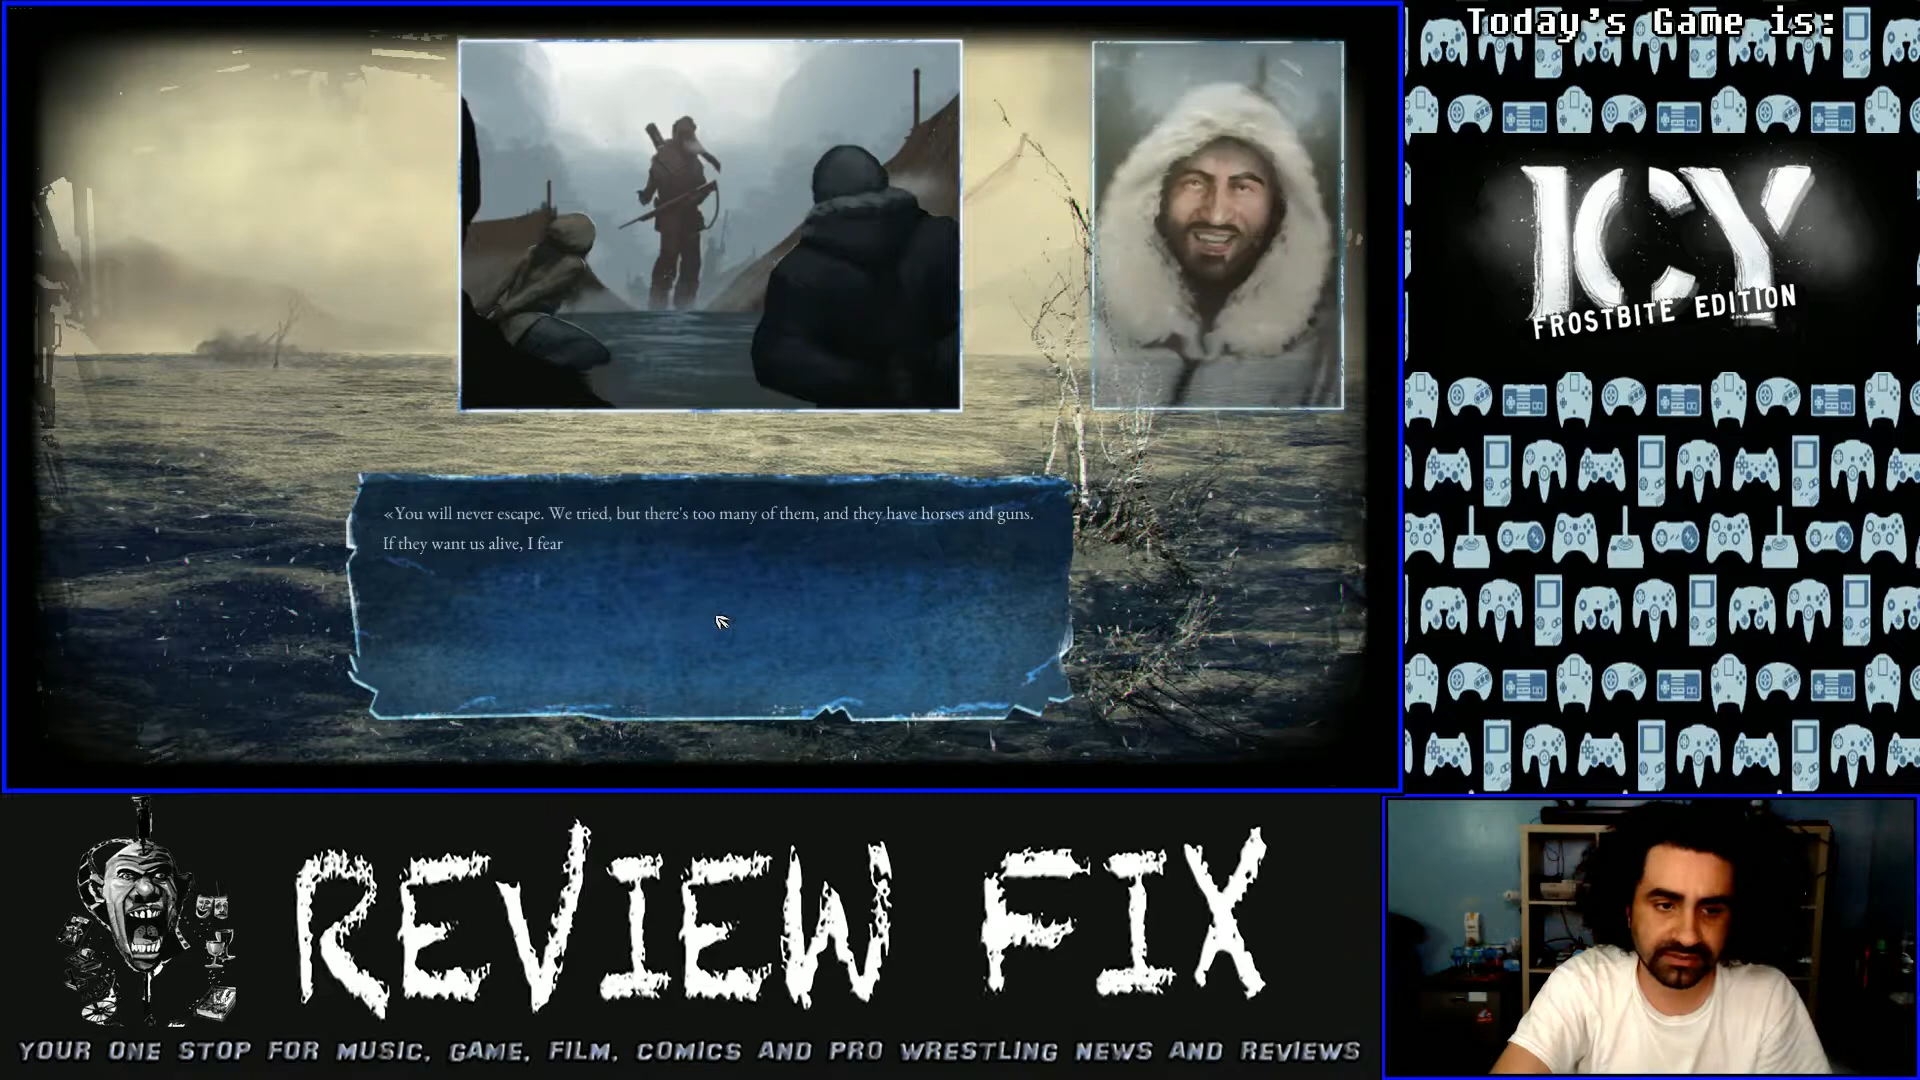 Today's Game is:
ICY
FROSTBITE EDITION
«You will never escape. We tried, but there's too many of them, and they have horses and guns.
If they want us alive, I fear
REVIEW FIX
YOUR ONE STOP FOR MUSIC, GAME, FILM, COMICS AND PRO WRESTLING NEWS AND REVIEWS